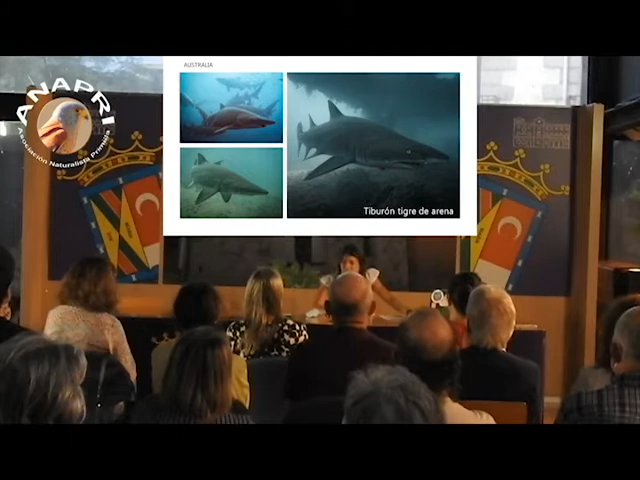 AUSTRALIA
ANAPRI
Asociación Naturalista Primilla
Tiburón tigre de arena